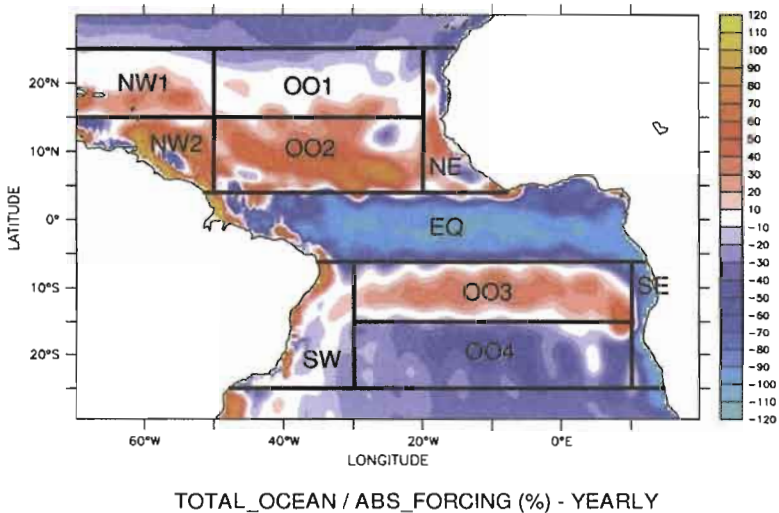 20°N
10°N
0°
10°S
20°S
LATITUDE
NW1
OO1
NW2
OO2
NE
EQ
OO3
SE
SW
OO4
60°W
40°W
20°W
0°E
LONGITUDE
120
110
100
90
80
70
60
50
40
30
20
10
-10
-20
-30
-40
-50
-60
-70
-80
-90
-100
-110
-120
TOTAL_OCEAN / ABS_FORCING (%) - YEARLY